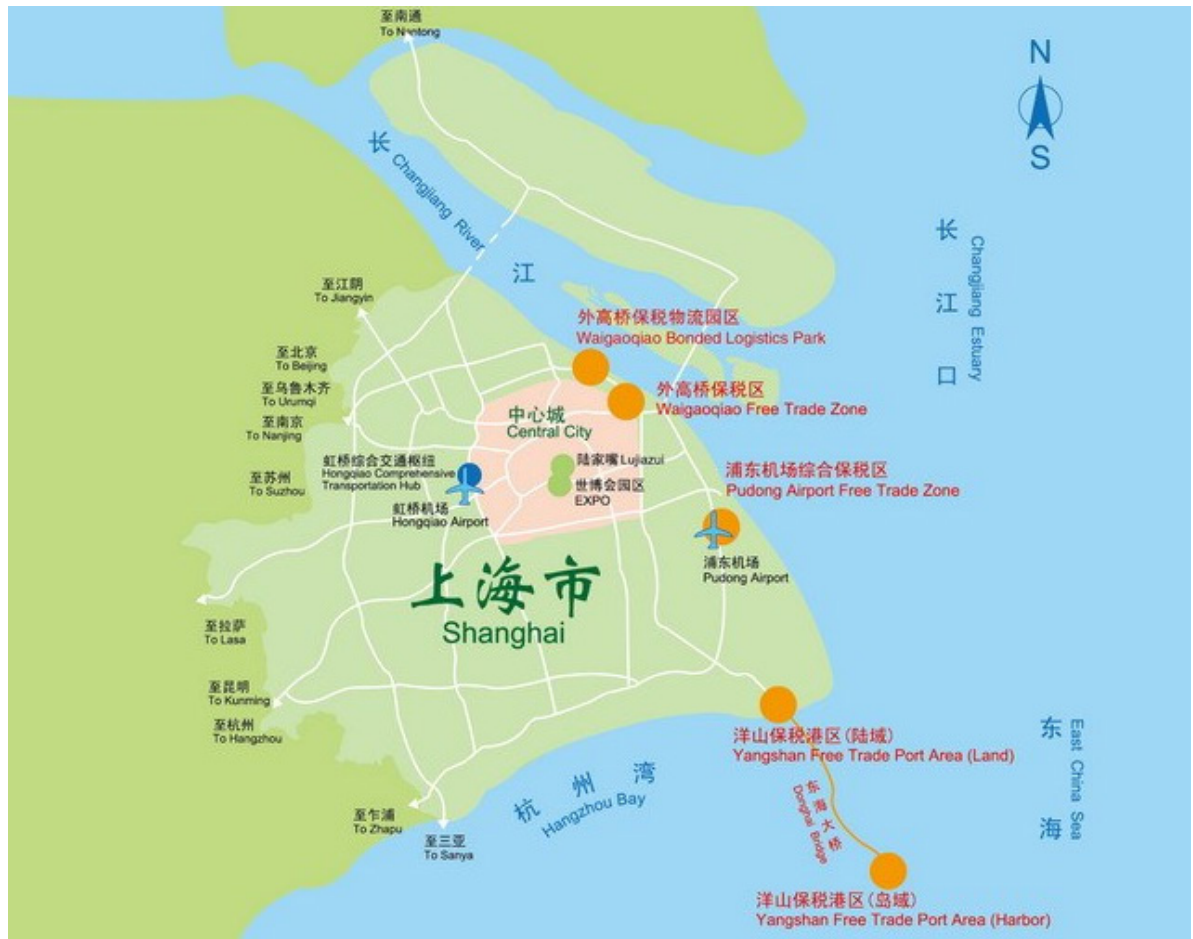 至南通
To Nantong
N
S
长
Changjiang River
江
长
江
口
Changjiang Estuary
至江阴
To Jiangyin
外高桥保税物流园区
Waigaoqiao Bonded Logistics Park
至北京
To Beijing
至乌鲁木齐
To Urumqi
外高桥保税区
Waigaoqiao Free Trade Zone
至南京
To Nanjing
中心城
Central City
虹桥综合交通枢纽
Hongqiao Comprehensive
Transportation Hub
陆家嘴 Lujiazui
至苏州
To Suzhou
世博会园区
EXPO
浦东机场综合保税区
Pudong Airport Free Trade Zone
虹桥机场
Hongqiao Airport
浦东机场
Pudong Airport
上海市
Shanghai
至拉萨
To Lasa
至昆明
To Kunming
至杭州
To Hangzhou
洋山保税港区(陆域)
Yangshan Free Trade Port Area (Land)
东
海
East China Sea
杭州湾
Hangzhou Bay
东海大桥
Donghai Bridge
至乍浦
To Zhapu
至三亚
To Sanya
洋山保税港区(岛域)
Yangshan Free Trade Port Area (Harbor)